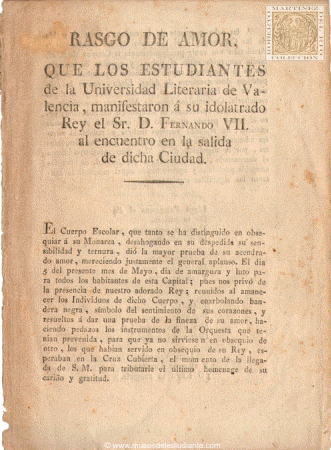 MARTINEZ
COLECCION
RASGO DE AMOR,
QUE LOS ESTUDIANTES
de la Universidad Literaria de Va-
lencia, manifestaron á su idolatrado
Rey el Sr. D. FERNANDO VII.
al encuentro en la salida
de dicha Ciudad.
El Cuerpo Escolar, que tanto se ha distinguido en obse-
quiar á su Monarca, desahogando en su despedida su sen-
sibilidad y ternura, dió la mayor prueba de su acendra-
do amor, mereciendo justamente el general aplauso. El dia
5 del presente mes de Mayo, dia de amargura y luto pa-
ra todos los habitantes de esta Capital; pues nos privó de
la presencia de nuestro adorado Rey; reunidos al amane-
cer los Individuos de dicho Cuerpo, y enarbolando ban-
dera negra, símbolo del sentimiento de sus corazones, y
resueltos á dar una prueba de la fineza de su amor, ha-
ciendo pedazos los instrumentos de la Orquesta que te-
nian prevenida, para que ya no sirviesen en obsequio de
otro, los que habian servido en obsequio de su Rey, es-
peraban en la Cruz Cubierta, el momento de la llega-
da de S. M. para tributarle el último homenage de su
cariño y gratitud.
© www.museodelestudiante.com